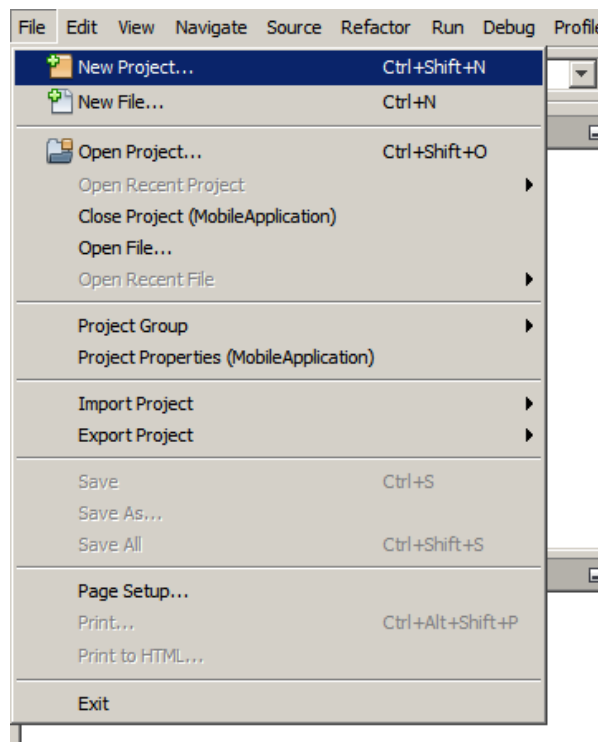 File Edit View Navigate Source Refactor Run Debug
New Project... Ctrl+Shift+N
New File... Ctrl+N
Open Project... Ctrl+Shift+O
Open Recent Project
Close Project (MobileApplication)
Open File...
Open Recent File
Project Group
Project Properties (MobileApplication)
Import Project
Export Project
Save Ctrl+S
Save As...
Save All Ctrl+Shift+S
Page Setup...
Print... Ctrl+Alt+Shift+P
Print to HTML...
Exit